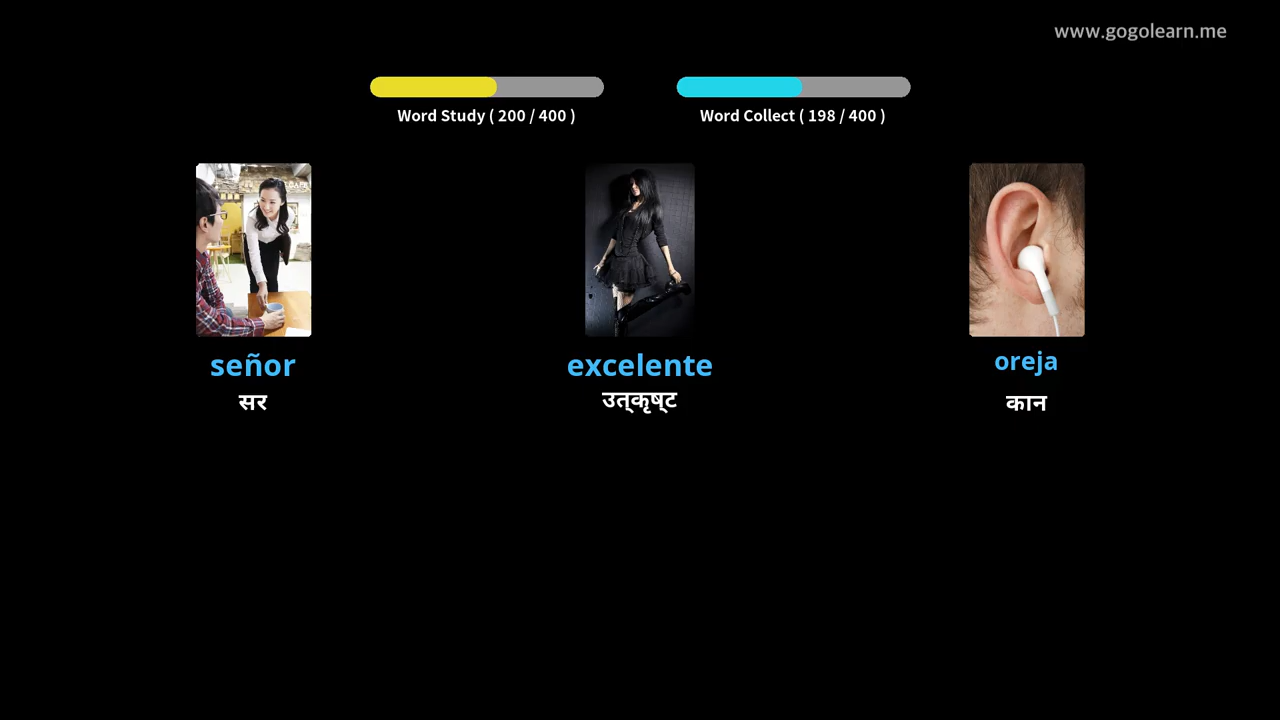 www.gogolearn.me
Word Study ( 200 / 400 )
Word Collect ( 198 / 400 )
señor
excelente
oreja
सर
उत्कृष्ट
कान